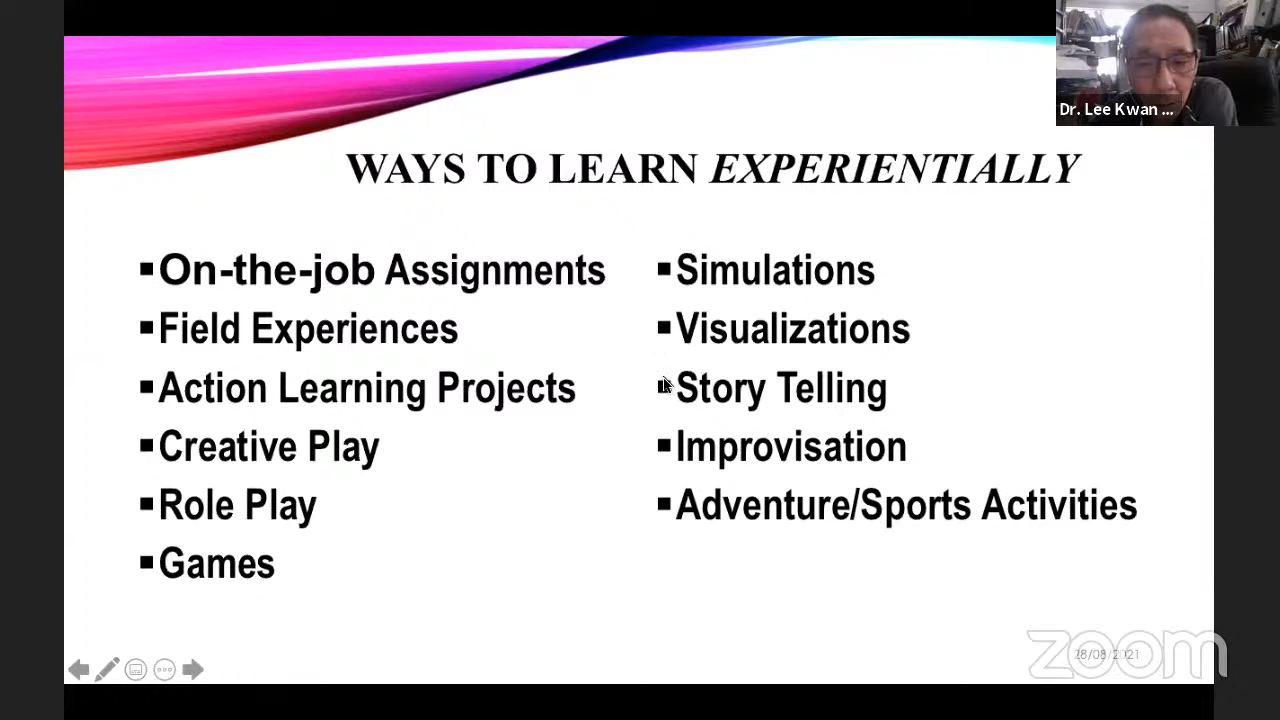 Dr. Lee Kwan ...
WAYS TO LEARN EXPERIENTIALLY
▪On-the-job Assignments
▪Field Experiences
▪Action Learning Projects
▪Creative Play
▪Role Play
▪Games
▪Simulations
▪Visualizations
▪Story Telling
▪Improvisation
▪Adventure/Sports Activities
28/08/2021
zoom